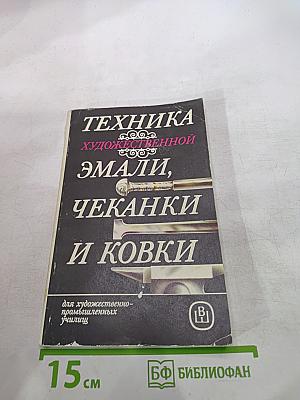 ТЕХНИКА
ХУДОЖЕСТВЕННОЙ
ЭМАЛИ,
ЧЕКАНКИ
И КОВКИ
для художественно-
промышленных
училищ
15 см
БФ БИБЛИОФАН